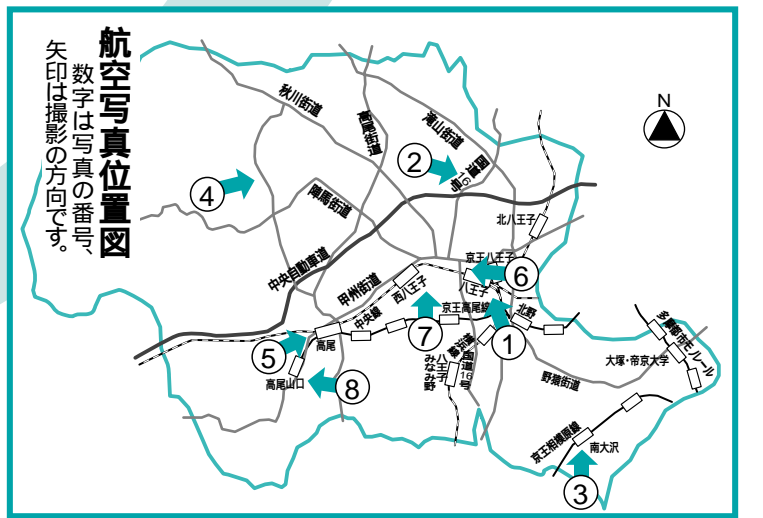 航空写真位置図
数字は写真の番号、
矢印は撮影の方向です。
N
秋川街道
高尾街道
滝山街道
国道16号
②
④
陣馬街道
北八王子
中央自動車道
京王八王子
⑥
八王子
甲州街道
西八王子
京王高尾線
北野
中央線
⑦
①
⑤
高尾
横浜線
国道16号
八王子
みなみ野
高尾山口
⑧
野猿街道
多摩都市モノレール
大塚・帝京大学
京王相模原線
南大沢
③